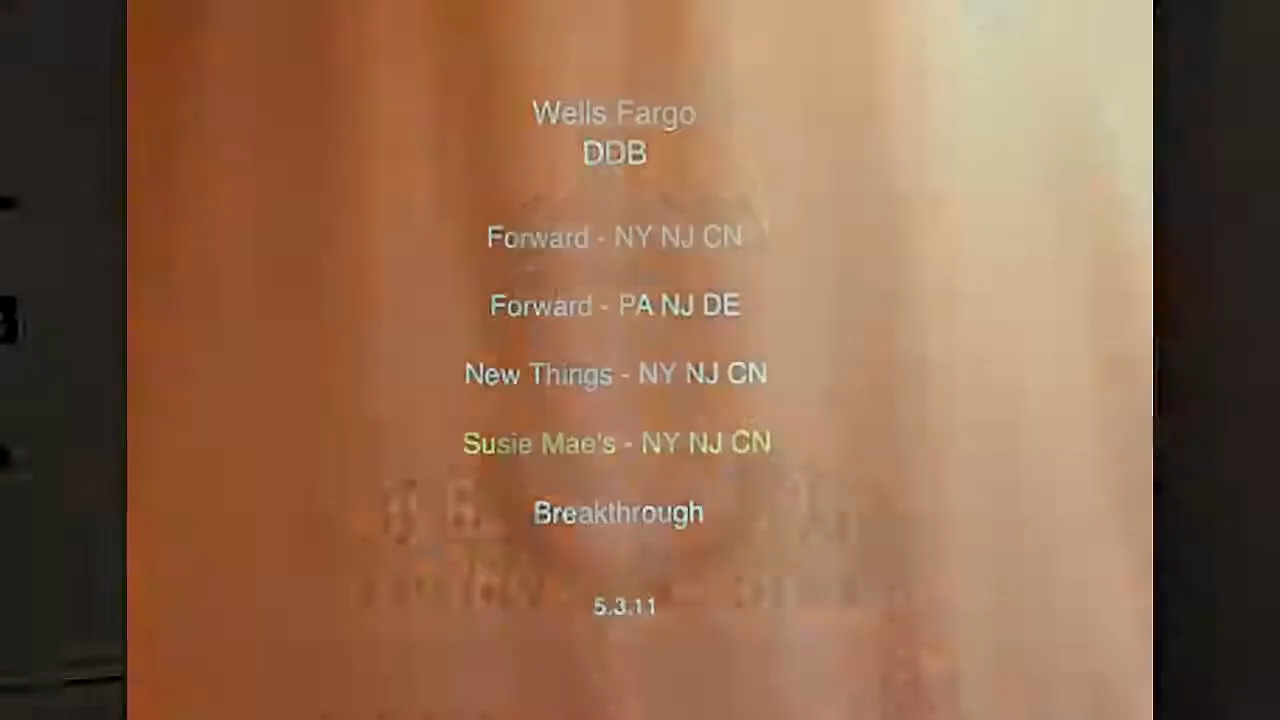 Wells Fargo
DDB
Forward - NY NJ CN
Forward - PA NJ DE
New Things - NY NJ CN
Susie Mae's - NY NJ CN
Breakthrough
5.3.11